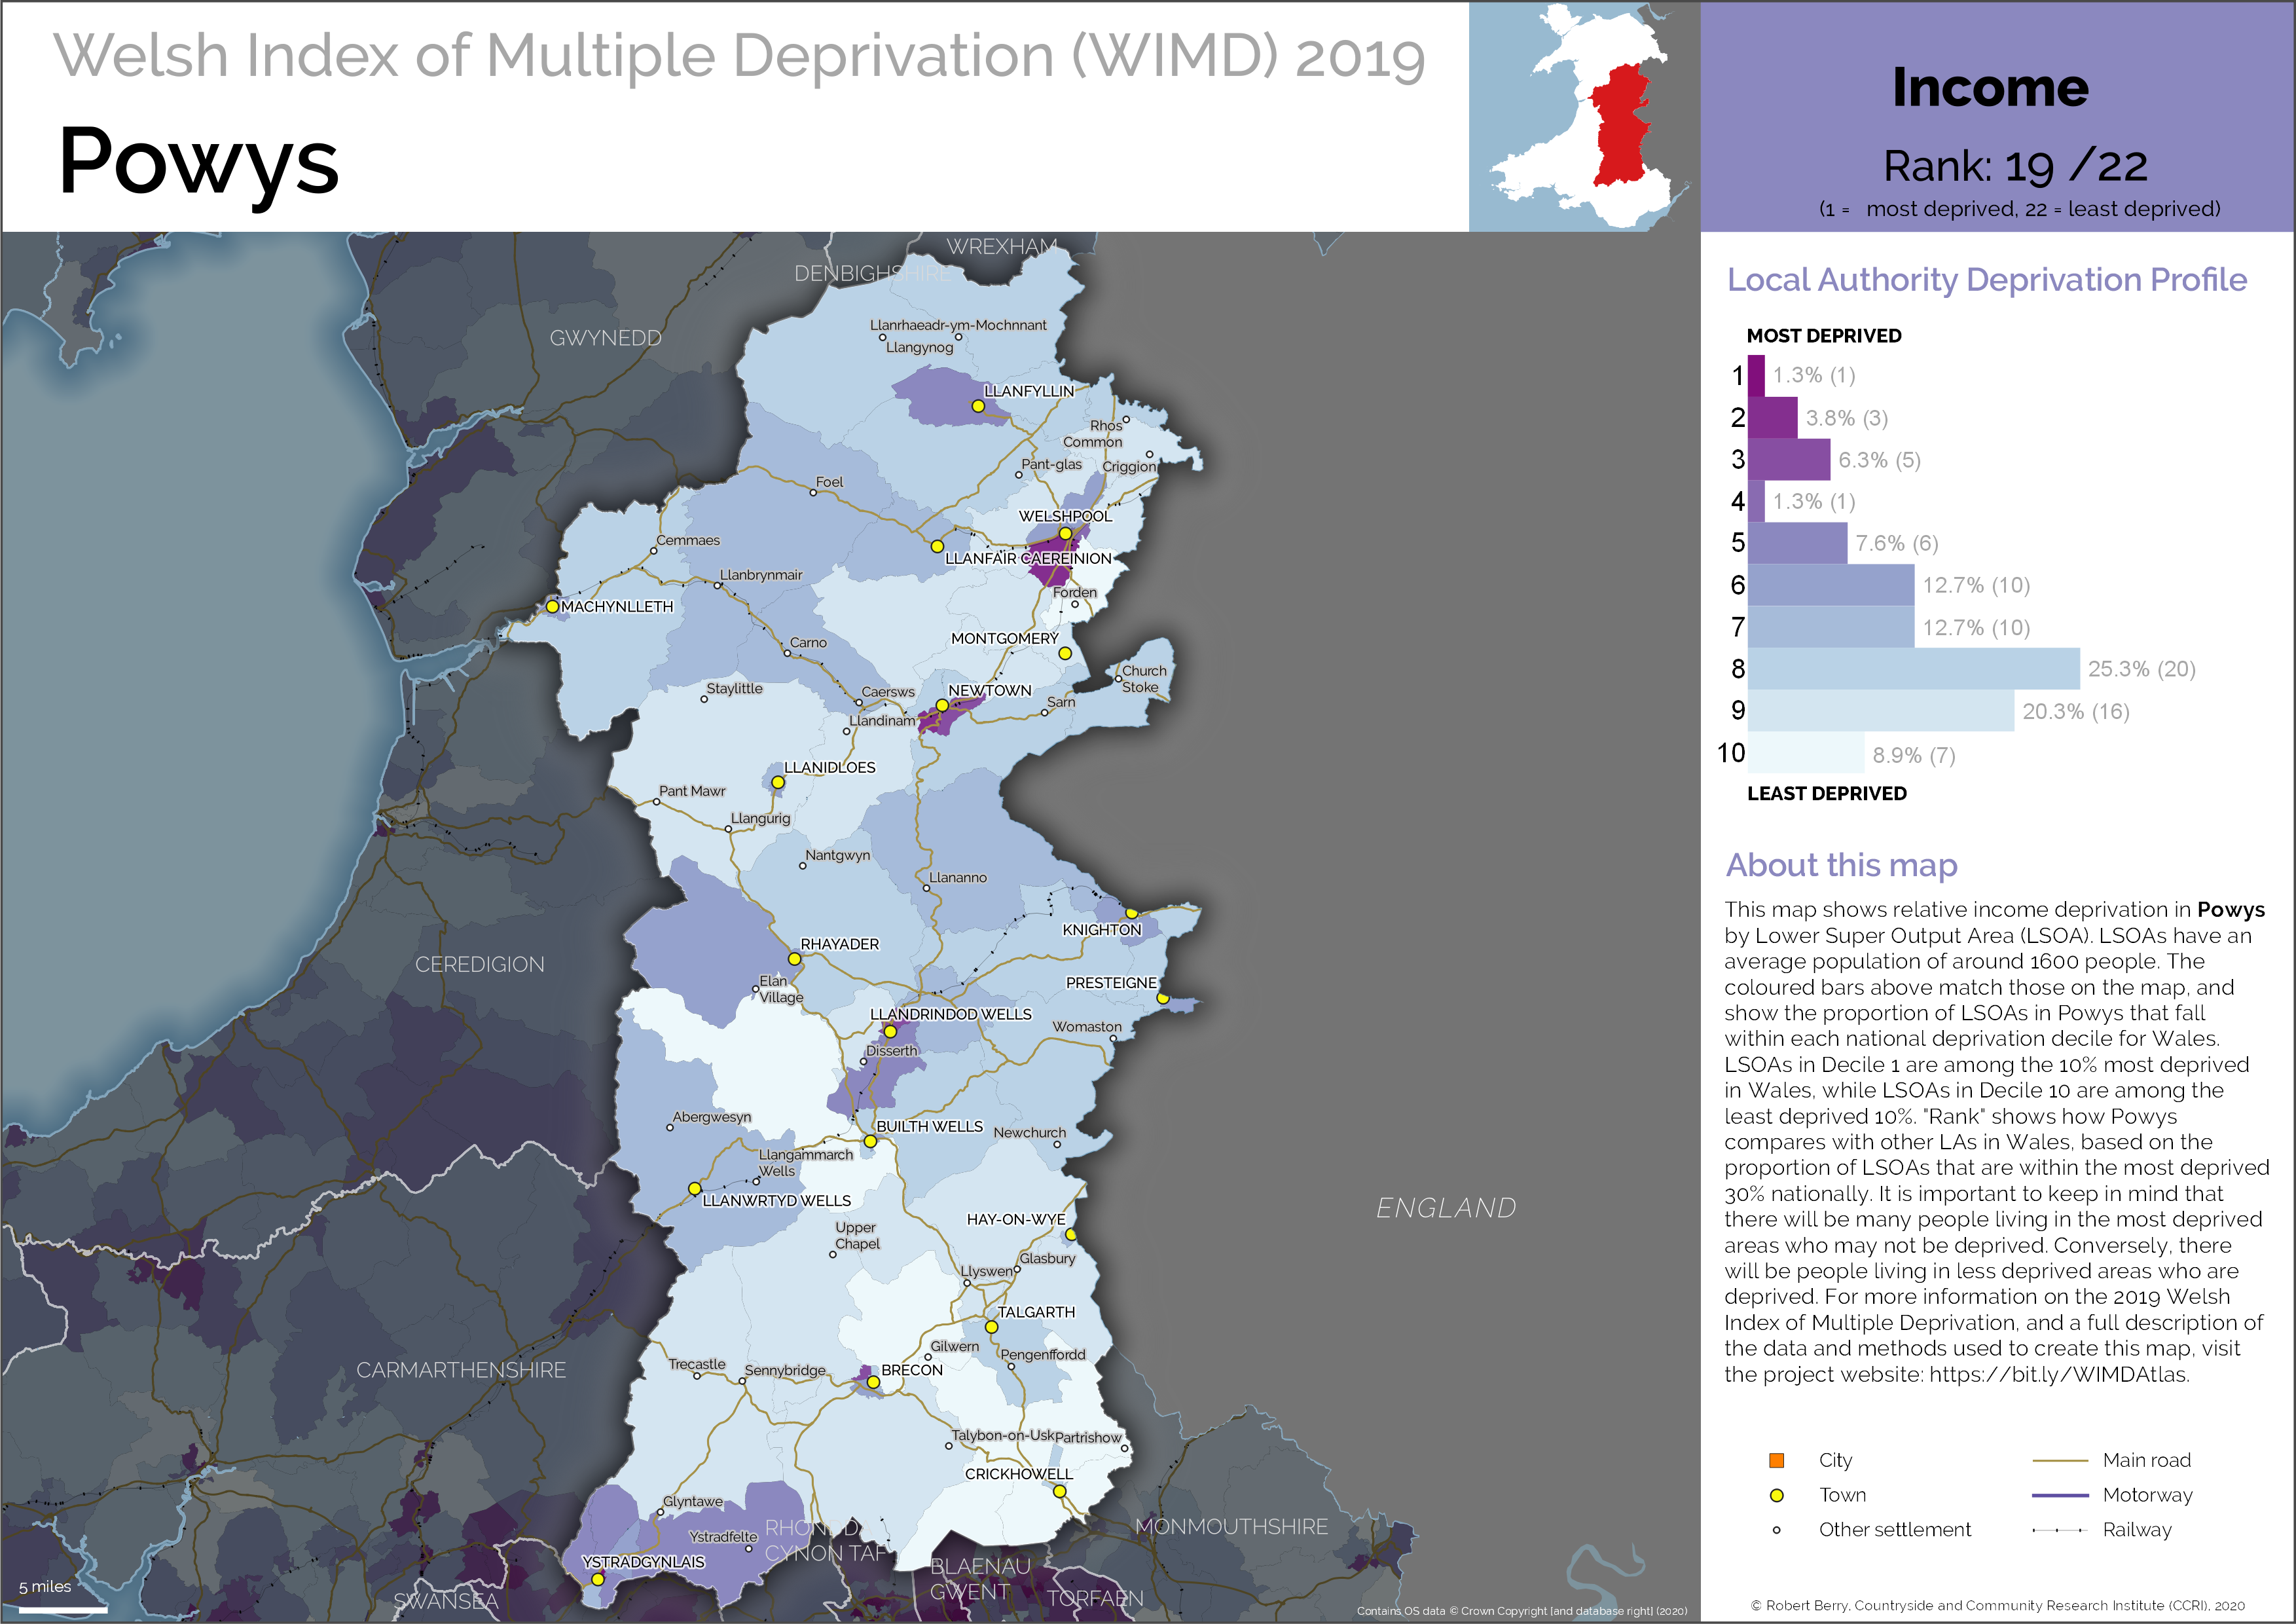 Welsh Index of Multiple Deprivation (WIMD) 2019
Powys
Income
Rank: 19 /22
(1 = most deprived, 22 = least deprived)
Local Authority Deprivation Profile
MOST DEPRIVED
1 1.3% (1)
2 3.8% (3)
3 6.3% (5)
4 1.3% (1)
5 7.6% (6)
6 12.7% (10)
7 12.7% (10)
8 25.3% (20)
9 20.3% (16)
10 8.9% (7)
LEAST DEPRIVED
About this map
This map shows relative income deprivation in Powys
by Lower Super Output Area (LSOA). LSOAs have an
average population of around 1600 people. The
coloured bars above match those on the map, and
show the proportion of LSOAs in Powys that fall
within each national deprivation decile for Wales.
LSOAs in Decile 1 are among the 10% most deprived
in Wales, while LSOAs in Decile 10 are among the
least deprived 10%. "Rank" shows how Powys
compares with other LAs in Wales, based on the
proportion of LSOAs that are within the most deprived
30% nationally. It is important to keep in mind that
there will be many people living in the most deprived
areas who may not be deprived. Conversely, there
will be people living in less deprived areas who are
deprived. For more information on the 2019 Welsh
Index of Multiple Deprivation, and a full description of
the data and methods used to create this map, visit
the project website: https://bit.ly/WIMDAtlas.
City
Town
Other settlement
Main road
Motorway
Railway
© Robert Berry, Countryside and Community Research Institute (CCRI), 2020
WREXHAM
DENBIGHSHIRE
GWYNEDD
Llanrhaeadr-ym-Mochnnant
Llangynog
LLANFYLLIN
Rhos
Common
Pant-glas
Criggion
Foel
WELSHPOOL
Cemmaes
LLANFAIR CAEREINION
Llanbrynmair
Forden
MACHYNLLETH
MONTGOMERY
Carno
Church
Stoke
Staylittle
Caersws
NEWTOWN
Sarn
Llandinam
LLANIDLOES
Pant Mawr
Llangurig
Nantgwyn
Llananno
KNIGHTON
RHAYADER
CEREDIGION
Elan
Village
PRESTEIGNE
LLANDRINDOD WELLS
Womaston
Disserth
Abergwesyn
BUILTH WELLS
Newchurch
Llangammarch
Wells
LLANWRTYD WELLS
ENGLAND
HAY-ON-WYE
Upper
Chapel
Glasbury
Llyswen
TALGARTH
Gilwern
Pengenffordd
CARMARTHENSHIRE
Trecastle
Sennybridge
BRECON
Talybon-on-Usk
Partrishow
CRICKHOWELL
Glyntawe
Ystradfelte
RHONDDA
CYNON TAF
MONMOUTHSHIRE
YSTRADGYNLAIS
BLAENAU
GWENT
TORFAEN
SWANSEA
5 miles
Contains OS data © Crown Copyright [and database right] (2020)